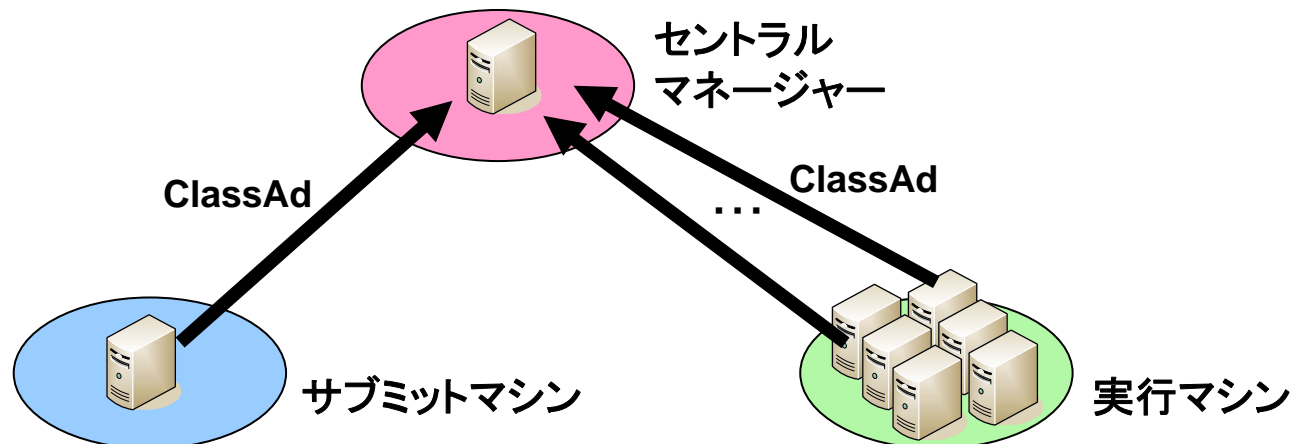 セントラル
マネージャー
ClassAd
ClassAd
...
サブミットマシン
実行マシン